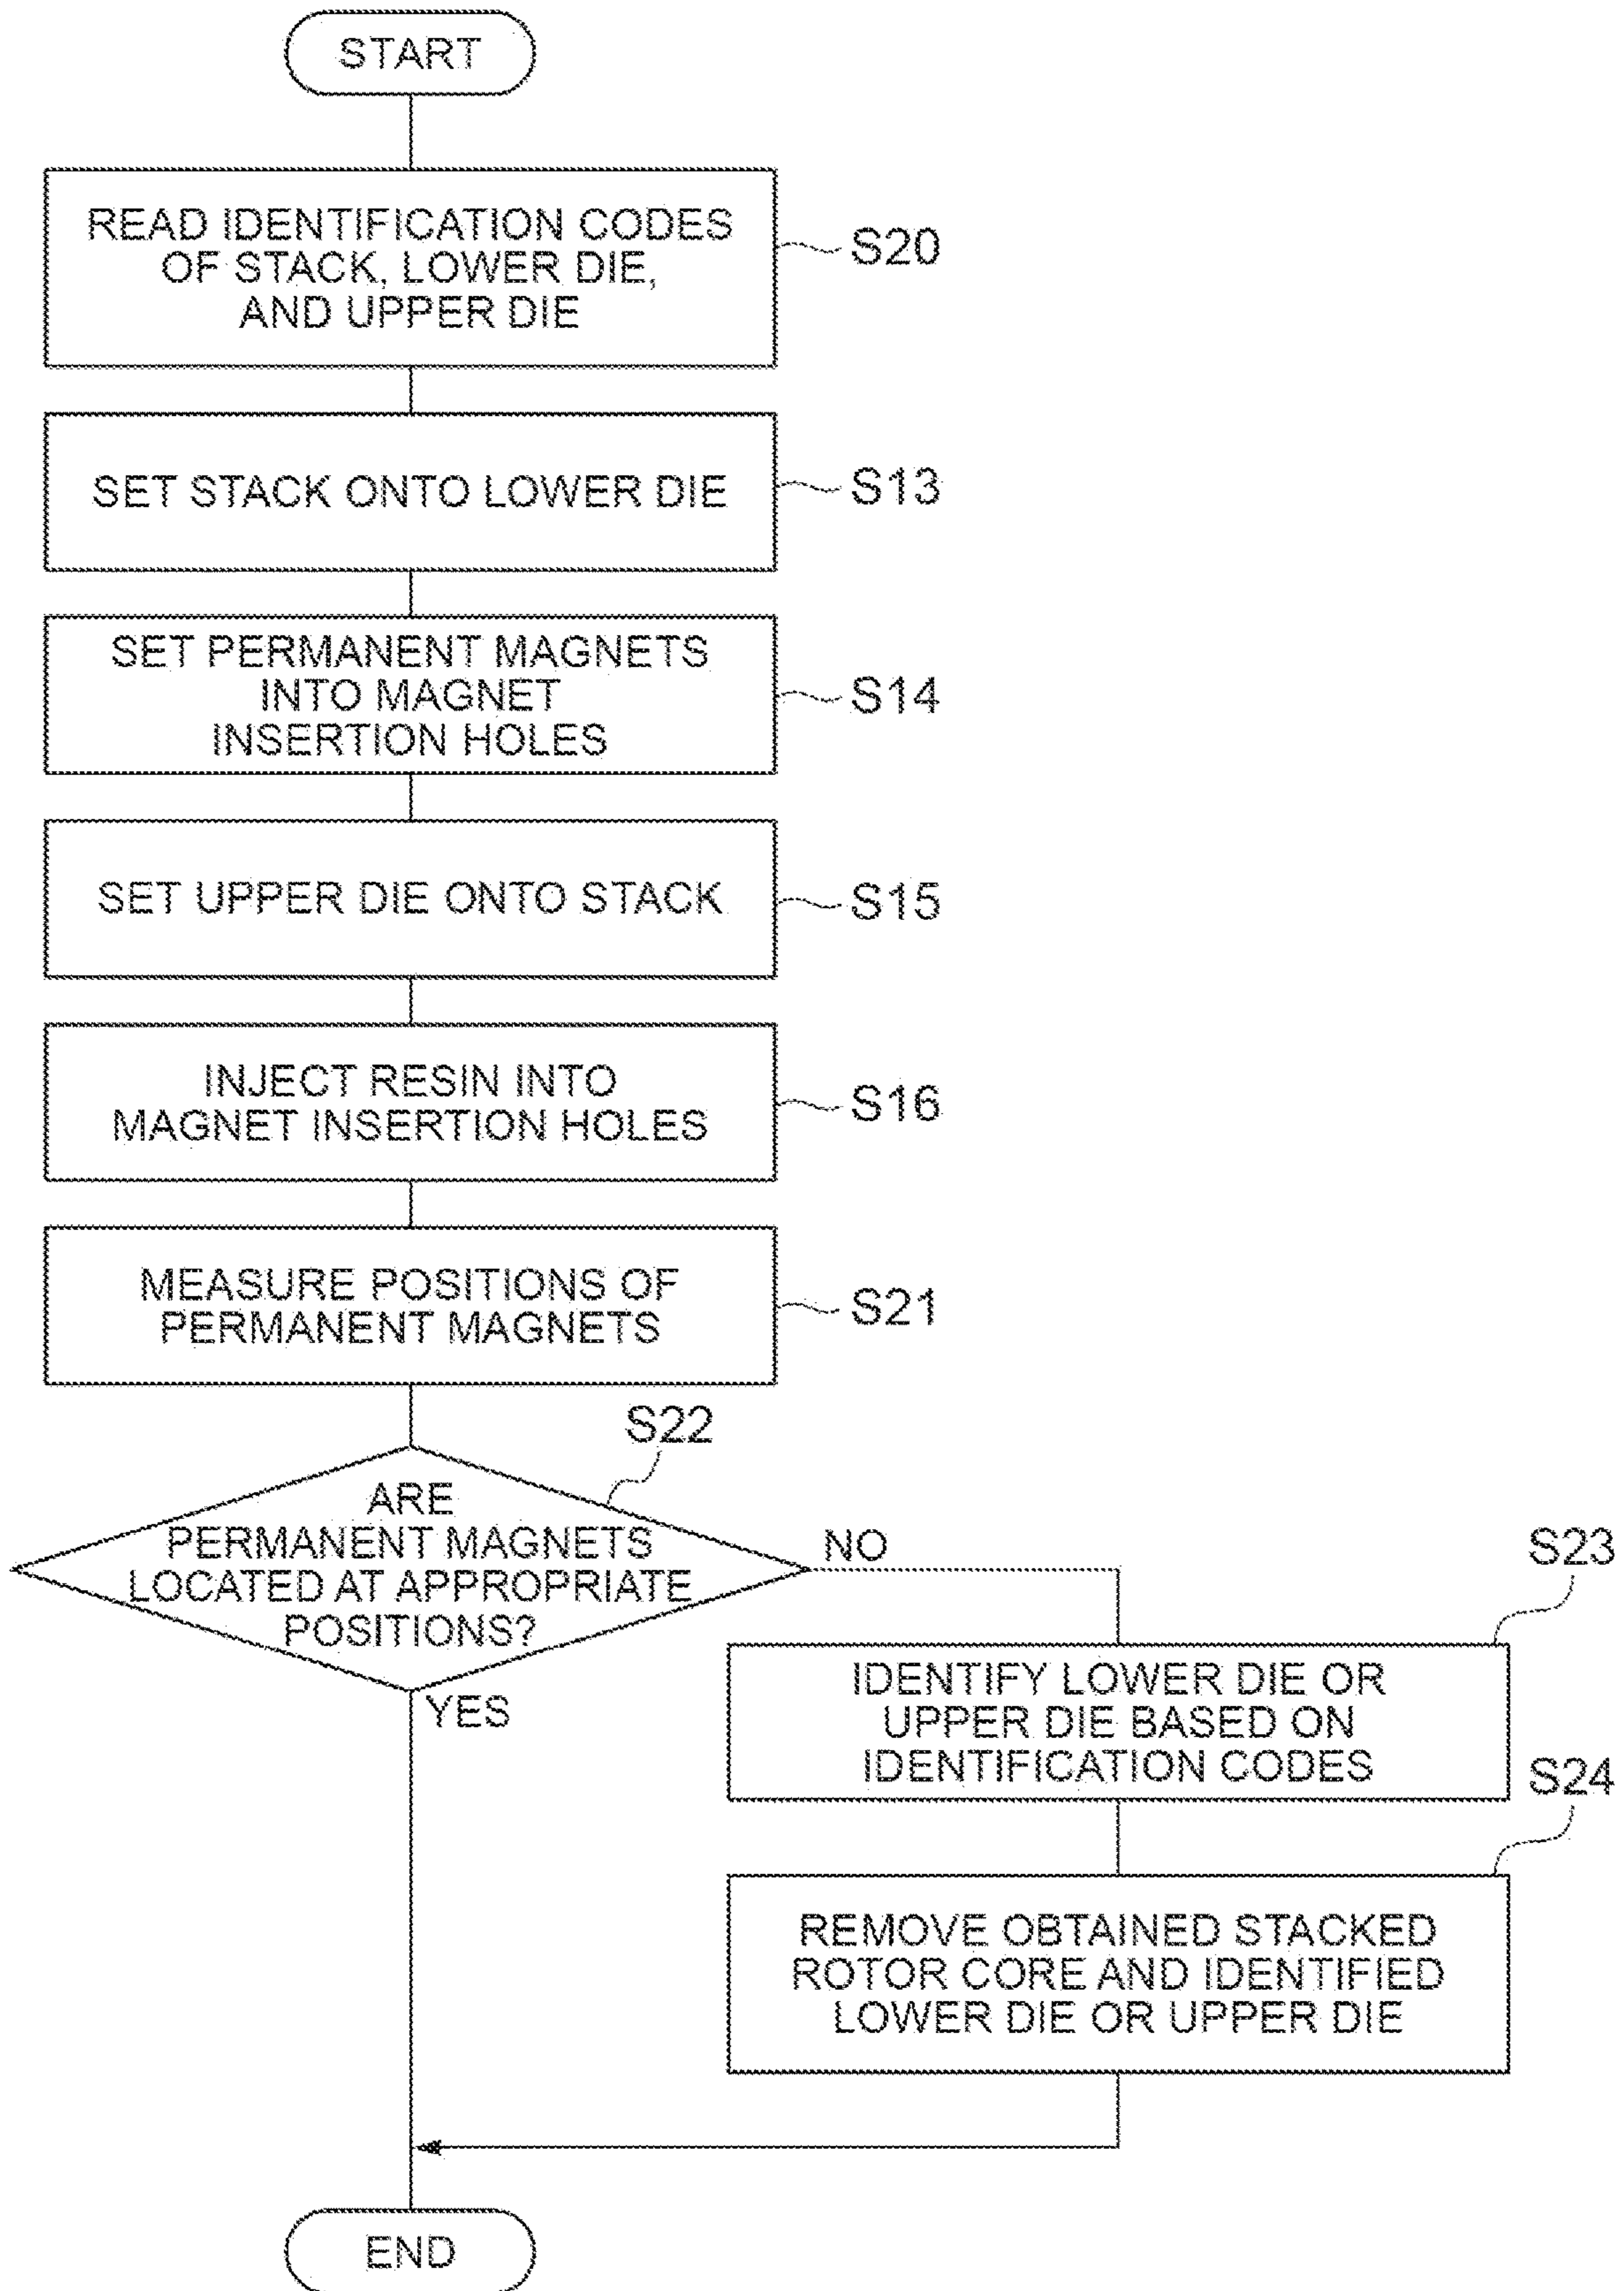 START
READ IDENTIFICATION CODES
OF STACK, LOWER DIE,
AND UPPER DIE
S20
SET STACK ONTO LOWER DIE
S13
SET PERMANENT MAGNETS
INTO MAGNET
INSERTION HOLES
S14
SET UPPER DIE ONTO STACK
S15
INJECT RESIN INTO
MAGNET INSERTION HOLES
S16
MEASURE POSITIONS OF
PERMANENT MAGNETS
S21
S22
ARE
PERMANENT MAGNETS
LOCATED AT APPROPRIATE
POSITIONS?
NO
YES
S23
IDENTIFY LOWER DIE OR
UPPER DIE BASED ON
IDENTIFICATION CODES
S24
REMOVE OBTAINED STACKED
ROTOR CORE AND IDENTIFIED
LOWER DIE OR UPPER DIE
END